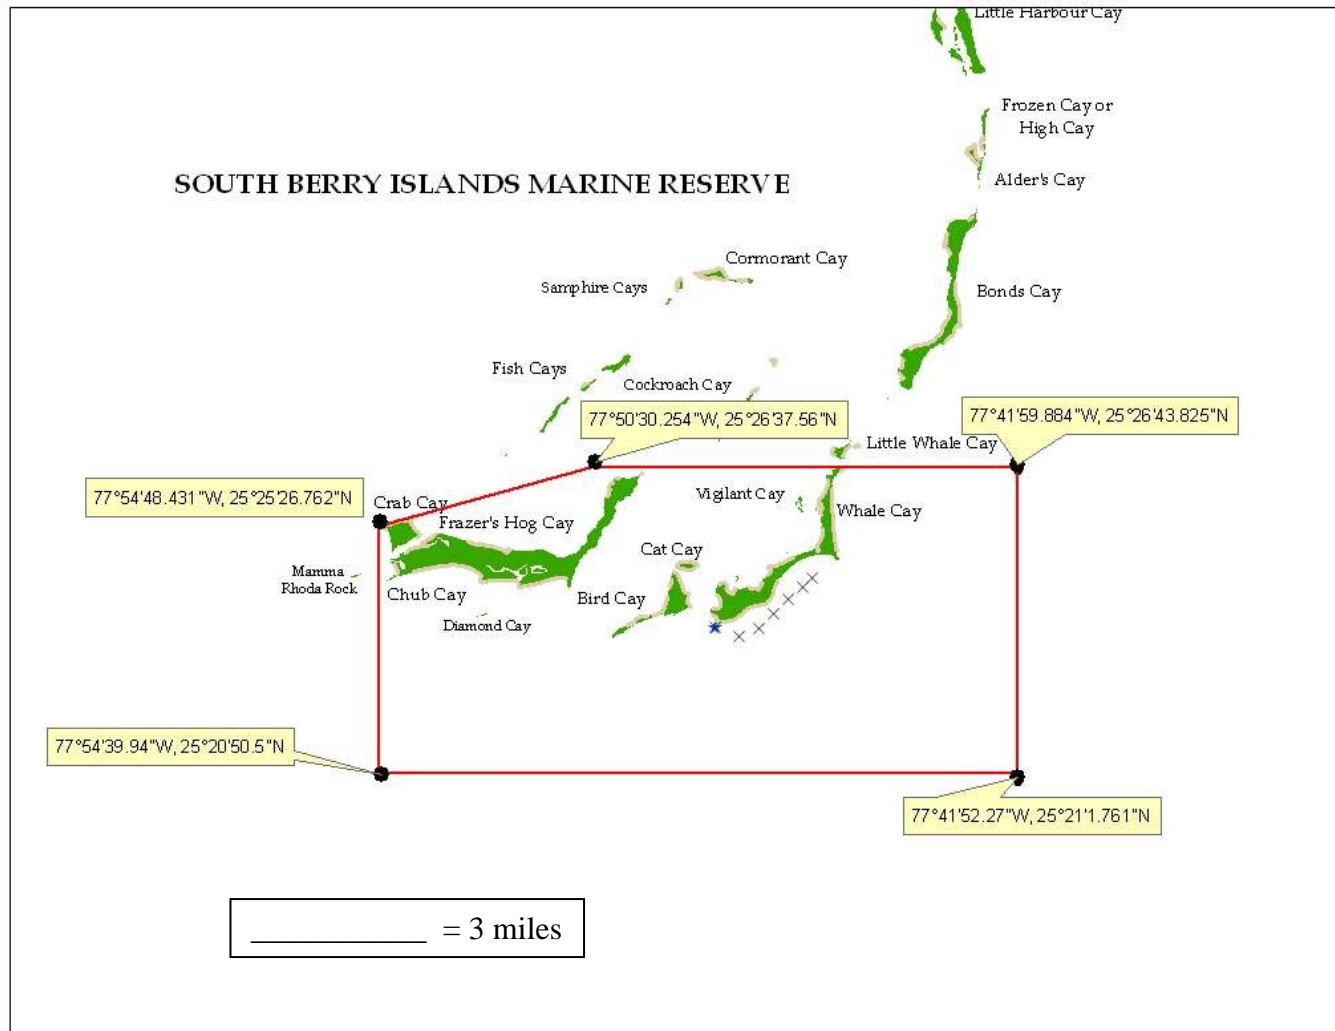 Little Harbour Cay
Frozen Cay or
High Cay
SOUTH BERRY ISLANDS MARINE RESERVE
Alder's Cay
Cormorant Cay
Samphire Cays
Bonds Cay
Fish Cays
Cockroach Cay
77°50'30.254"W, 25°26'37.56"N
77°41'59.884"W, 25°26'43.825"N
Little Whale Cay
77°54'48.431"W, 25°25'26.762"N
Crab Cay
Vigilant Cay
Whale Cay
Frazer's Hog Cay
Cat Cay
Mamma
Rhoda Rock
Chub Cay
Bird Cay
Diamond Cay
77°54'39.94"W, 25°20'50.5"N
77°41'52.27"W, 25°21'1.761"N
___________ = 3 miles